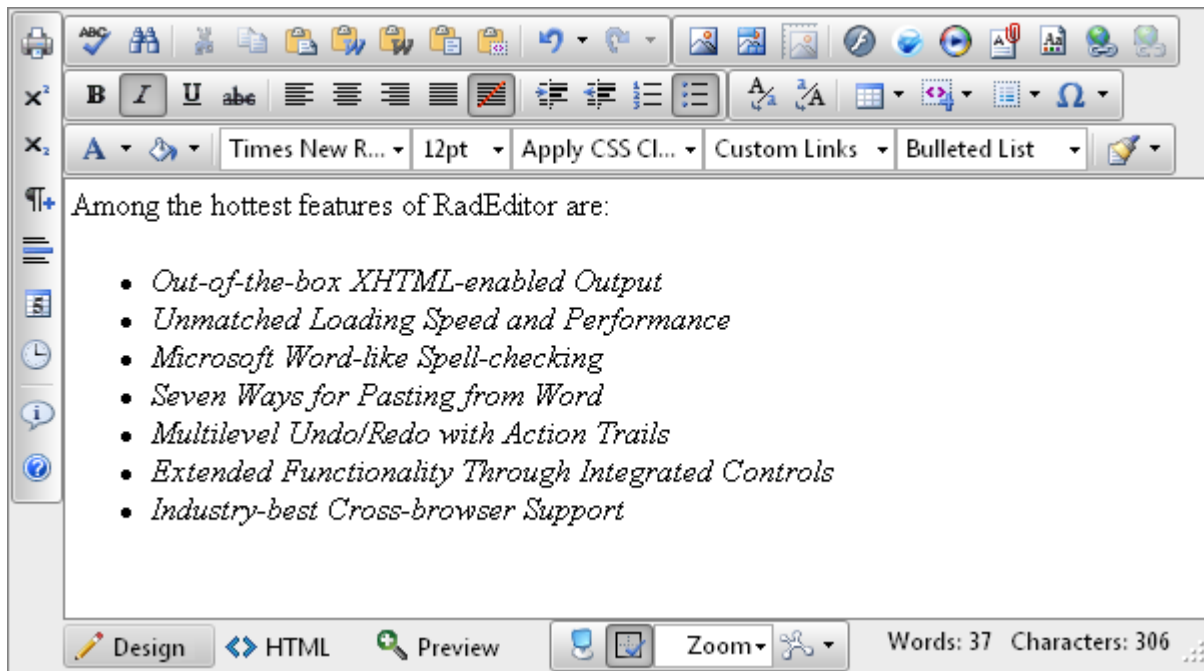 ABC
B I U abc
A Times New R... 12pt Apply CSS Cl... Custom Links Bulleted List
Among the hottest features of RadEditor are:
• Out-of-the-box XHTML-enabled Output
• Unmatched Loading Speed and Performance
• Microsoft Word-like Spell-checking
• Seven Ways for Pasting from Word
• Multilevel Undo/Redo with Action Trails
• Extended Functionality Through Integrated Controls
• Industry-best Cross-browser Support
Design HTML Preview Zoom Words: 37 Characters: 306